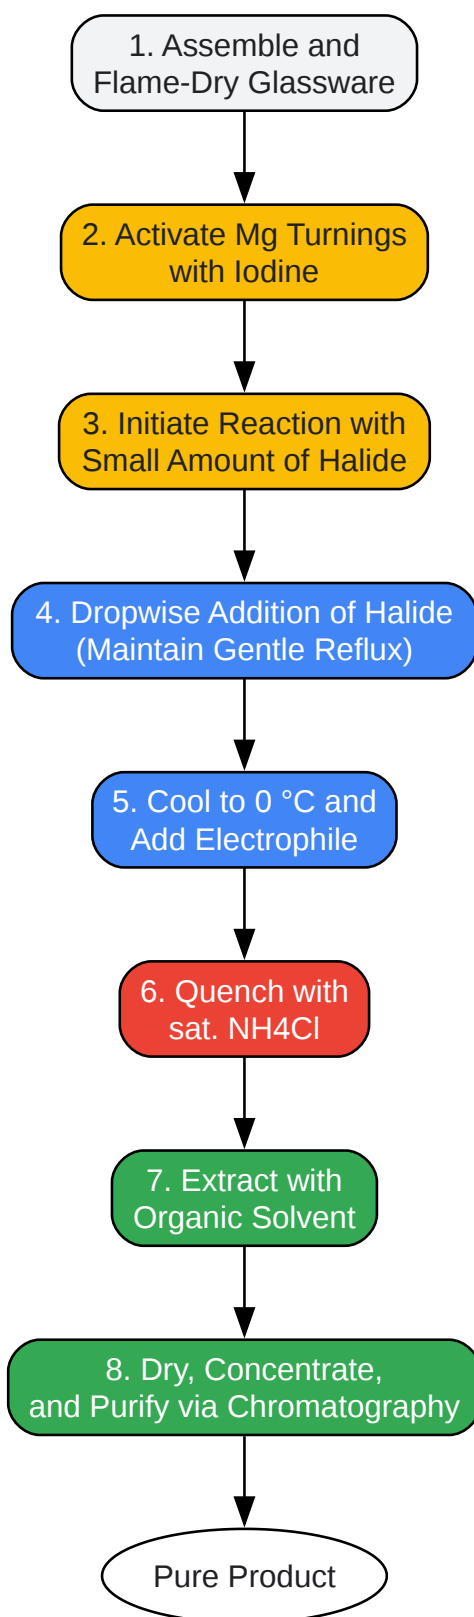 1. Assemble and
Flame-Dry Glassware
2. Activate Mg Turnings
with Iodine
3. Initiate Reaction with
Small Amount of Halide
4. Dropwise Addition of Halide
(Maintain Gentle Reflux)
5. Cool to 0 °C and
Add Electrophile
6. Quench with
sat. NH4Cl
7. Extract with
Organic Solvent
8. Dry, Concentrate,
and Purify via Chromatography
Pure Product